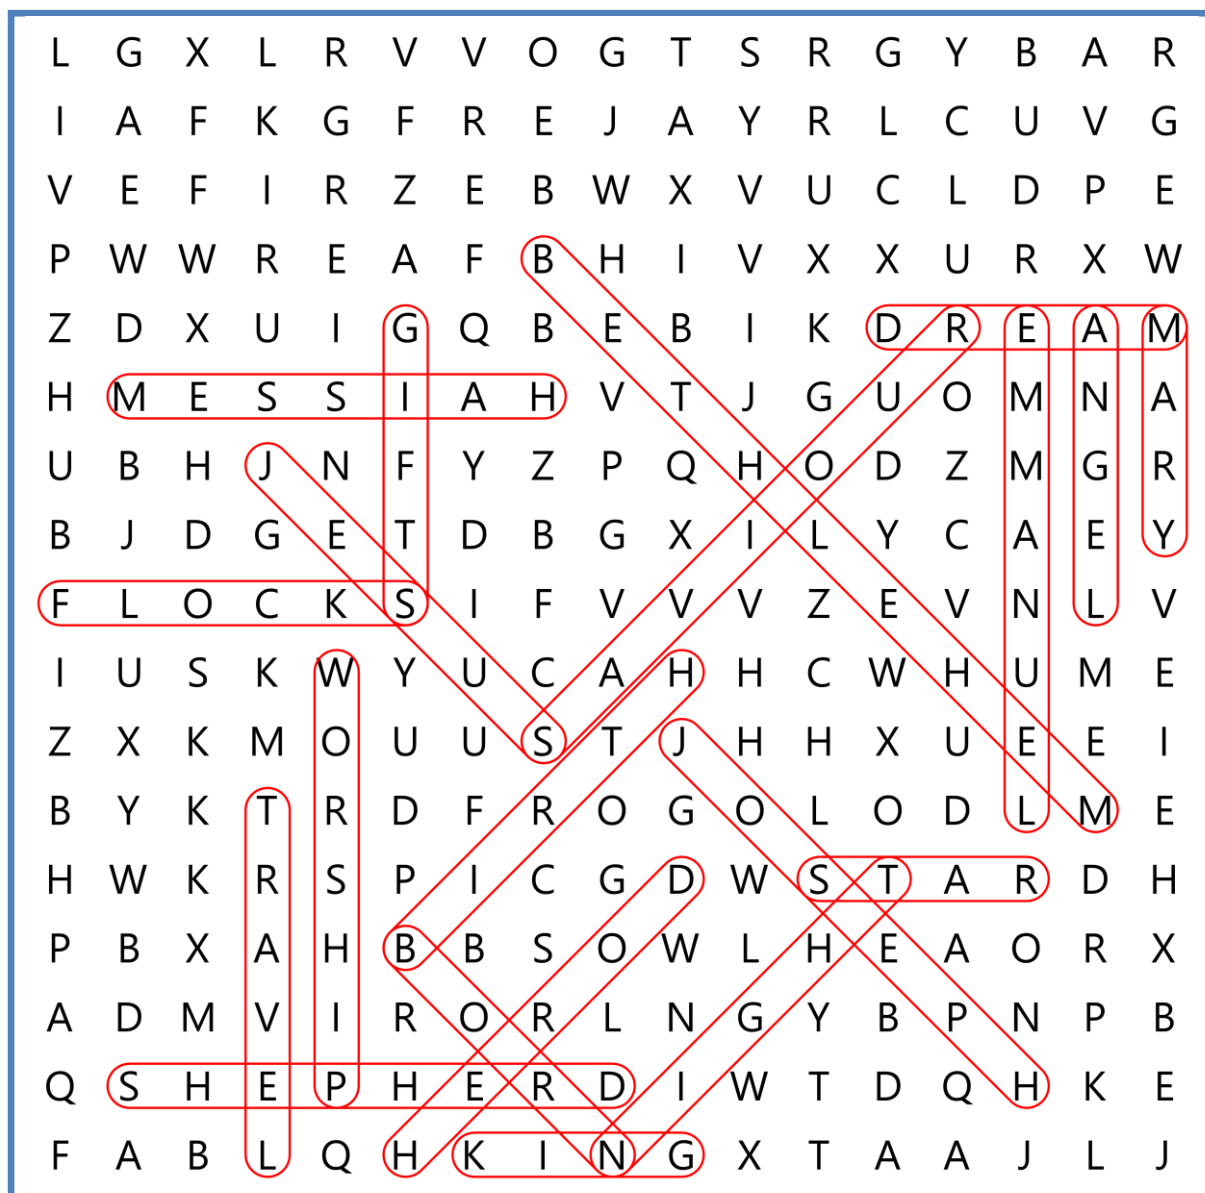 L G X L R V V O G T S R G Y B A R
I A F K G F R E J A Y R L C U V G
V E F I R Z E B W X V U C L D P E
P W W R E A F B H I V X X U R X W
Z D X U I G Q B E B I K D R E A M
H M E S S I A H V T J G U O M N A
U B H J N F Y Z P Q H O D Z M G R
B J D G E T D B G X I L Y C A E Y
F L O C K S I F V V V Z E V N L V
I U S K W Y U C A H H C W H U M E
Z X K M O U U S T J H H X U E E I
B Y K T R D F R O G O L O D L M E
H W K R S P I C G D W S T A R D H
P B X A H B B S O W L H E A O R X
A D M V I R O R L N G Y B P N P B
Q S H E P H E R D I W T D Q H K E
F A B L Q H K I N G X T A A J L J